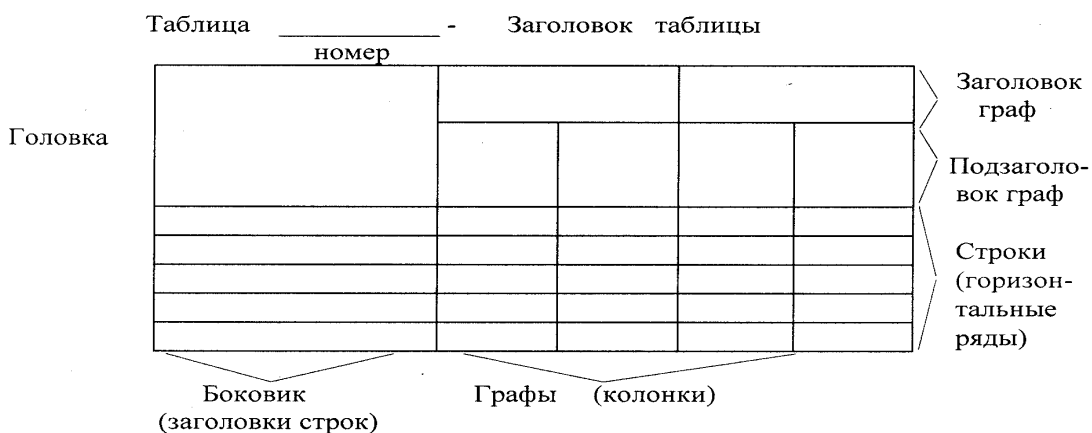 Таблица ____________ - Заголовок таблицы
номер
Заголовок
граф
Головка
Подзаголо-
вок граф
Строки
(горизон-
тальные
ряды)
Боковик
(заголовки строк)
Графы (колонки)